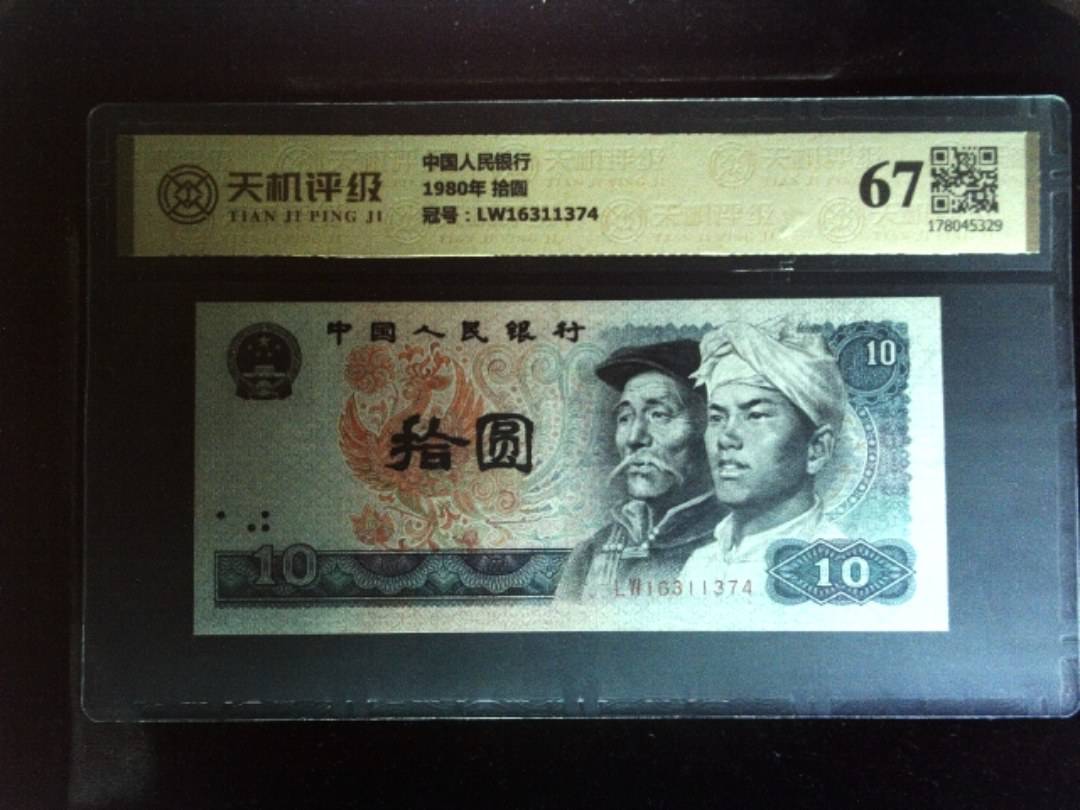 天机评级
TIAN JI PING JI
中国人民银行
1980年 拾圆
冠号：LW16311374
67
178045329
中国人民银行
10
拾圆
10
LW16311374
10